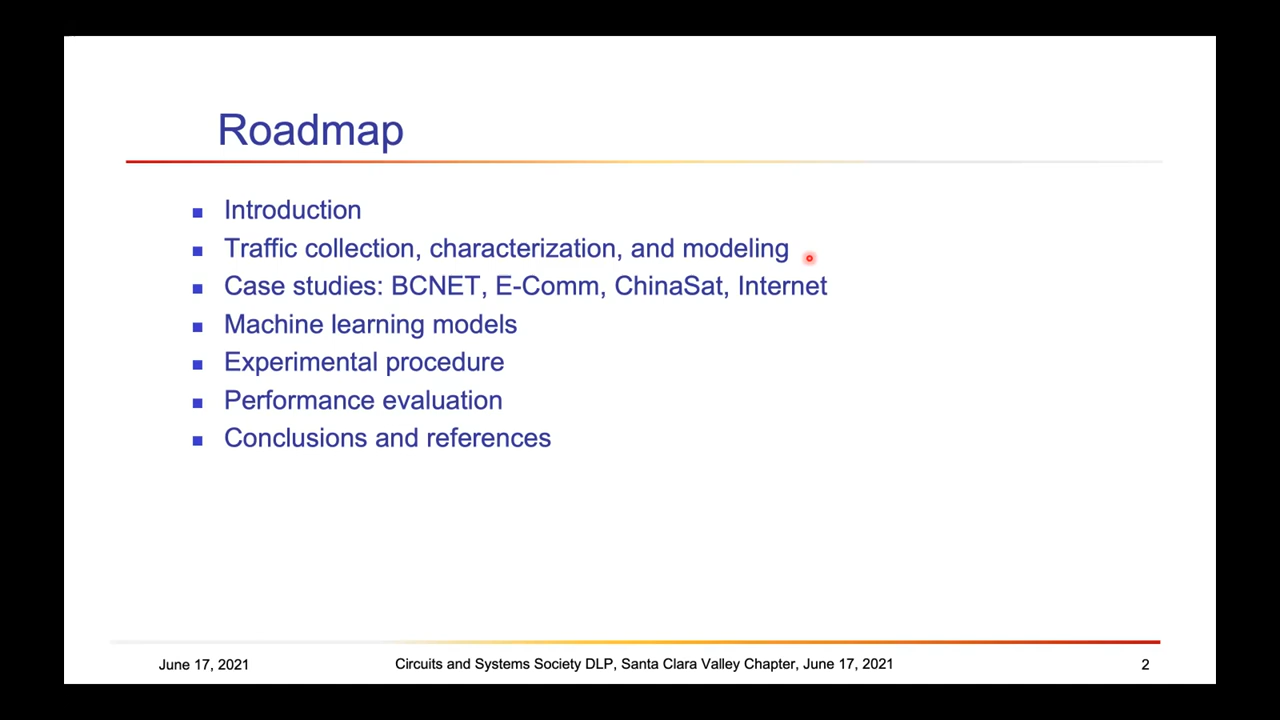 Roadmap
Introduction
Traffic collection, characterization, and modeling
Case studies: BCNET, E-Comm, ChinaSat, Internet
Machine learning models
Experimental procedure
Performance evaluation
Conclusions and references
June 17, 2021
Circuits and Systems Society DLP, Santa Clara Valley Chapter, June 17, 2021
2